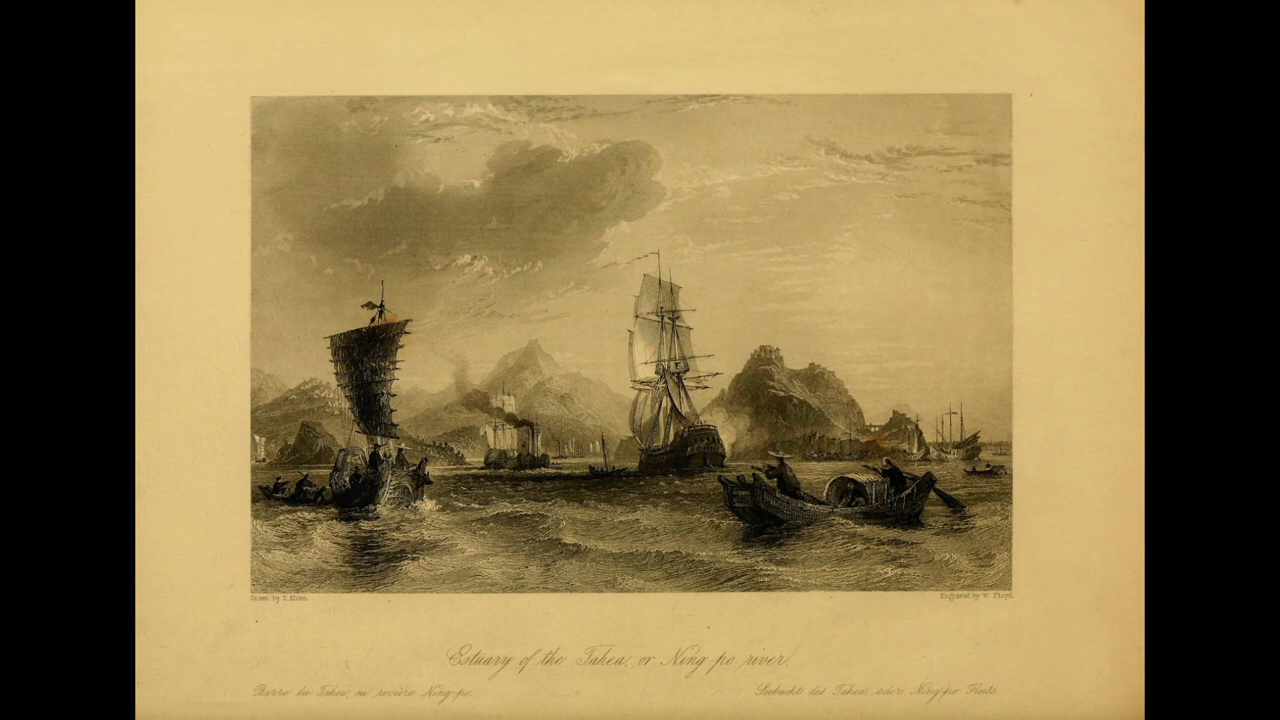 Drawn by T. Allom.
Engraved by W. Floyd.
Estuary of the Tahea, or Ning-po river.
Barre du Tahea, ou rivière Ning-po.
Seebucht des Tahea, oder Ning-po Fluss.